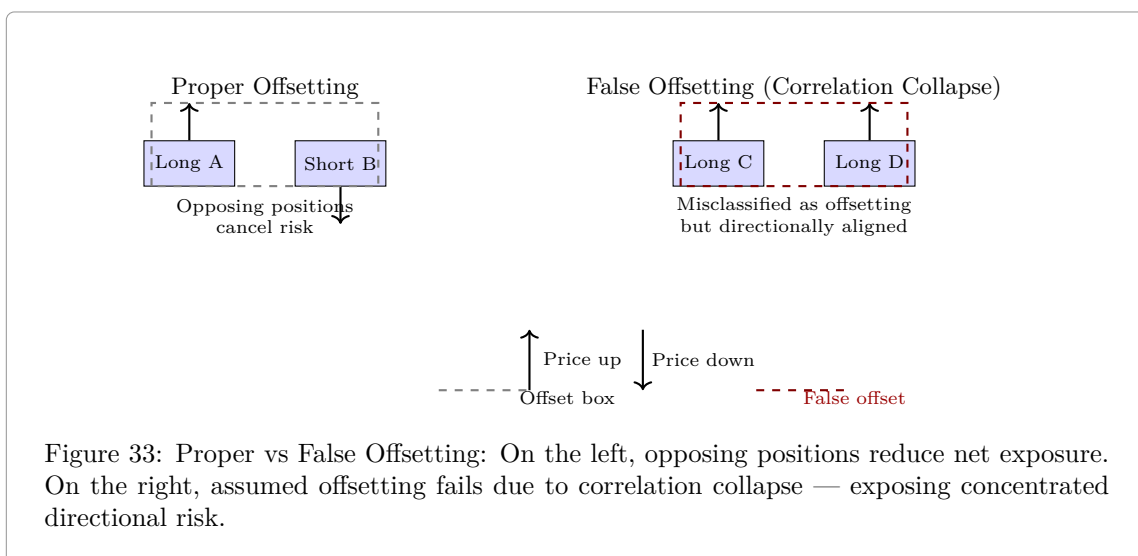 Proper Offsetting
False Offsetting (Correlation Collapse)
Long A
Short B
Long C
Long D
Opposing positions
cancel risk
Misclassified as offsetting
but directionally aligned
Price up
Price down
Offset box
False offset
Figure 33: Proper vs False Offsetting: On the left, opposing positions reduce net exposure.
On the right, assumed offsetting fails due to correlation collapse — exposing concentrated
directional risk.